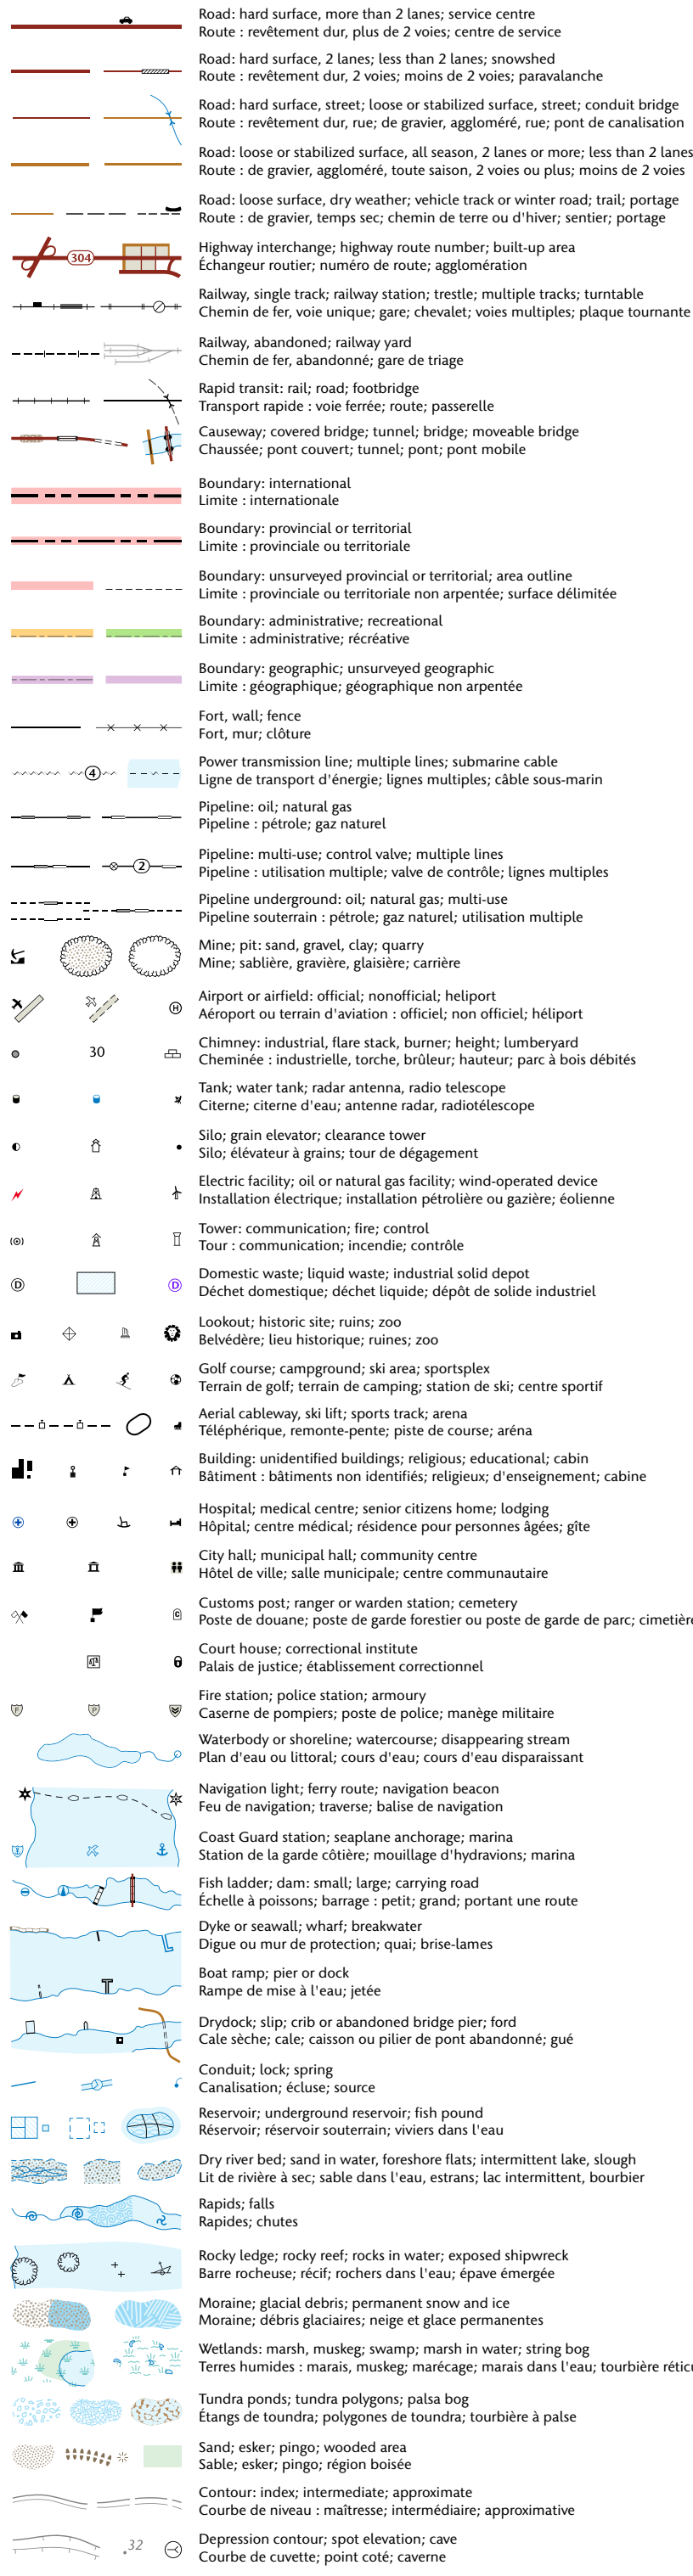 Road: hard surface, more than 2 lanes; service centre
Route : revêtement dur, plus de 2 voies; centre de service
Road: hard surface, 2 lanes; less than 2 lanes; snowshed
Route : revêtement dur, 2 voies; moins de 2 voies; paravalanche
Road: hard surface, street; loose or stabilized surface, street; conduit bridge
Route : revêtement dur, rue; de gravier, aggloméré, rue; pont de canalisation
Road: loose or stabilized surface, all season, 2 lanes or more; less than 2 lanes
Route : de gravier, aggloméré, toute saison, 2 voies ou plus; moins de 2 voies
Road: loose surface, dry weather; vehicle track or winter road; trail; portage
Route : de gravier, temps sec; chemin de terre ou d'hiver; sentier; portage
304
Highway interchange; highway route number; built-up area
Échangeur routier; numéro de route; agglomération
Railway, single track; railway station; trestle; multiple tracks; turntable
Chemin de fer, voie unique; gare; chevalet; voies multiples; plaque tournante
Railway, abandoned; railway yard
Chemin de fer, abandonné; gare de triage
Rapid transit: rail; road; footbridge
Transport rapide : voie ferrée; route; passerelle
Causeway; covered bridge; tunnel; bridge; moveable bridge
Chaussée; pont couvert; tunnel; pont; pont mobile
Boundary: international
Limite : internationale
Boundary: provincial or territorial
Limite : provinciale ou territoriale
Boundary: unsurveyed provincial or territorial; area outline
Limite : provinciale ou territoriale non arpentée; surface délimitée
Boundary: administrative; recreational
Limite : administrative; récréative
Boundary: geographic; unsurveyed geographic
Limite : géographique; géographique non arpentée
Fort, wall; fence
Fort, mur; clôture
4
Power transmission line; multiple lines; submarine cable
Ligne de transport d'énergie; lignes multiples; câble sous-marin
Pipeline: oil; natural gas
Pipeline : pétrole; gaz naturel
2
Pipeline: multi-use; control valve; multiple lines
Pipeline : utilisation multiple; valve de contrôle; lignes multiples
Pipeline underground: oil; natural gas; multi-use
Pipeline souterrain : pétrole; gaz naturel; utilisation multiple
Mine; pit: sand, gravel, clay; quarry
Mine; sablière, gravière, glaisière; carrière
H
Airport or airfield: official; nonofficial; heliport
Aéroport ou terrain d'aviation : officiel; non officiel; héliport
30
Chimney: industrial, flare stack, burner; height; lumberyard
Cheminée : industrielle, torche, brûleur; hauteur; parc à bois débités
Tank; water tank; radar antenna, radio telescope
Citerne; citerne d'eau; antenne radar, radiotélescope
Silo; grain elevator; clearance tower
Silo; élévateur à grains; tour de dégagement
Electric facility; oil or natural gas facility; wind-operated device
Installation électrique; installation pétrolière ou gazière; éolienne
Tower: communication; fire; control
Tour : communication; incendie; contrôle
D D
Domestic waste; liquid waste; industrial solid depot
Déchet domestique; déchet liquide; dépôt de solide industriel
Lookout; historic site; ruins; zoo
Belvédère; lieu historique; ruines; zoo
Golf course; campground; ski area; sportsplex
Terrain de golf; terrain de camping; station de ski; centre sportif
Aerial cableway, ski lift; sports track; arena
Téléphérique, remonte-pente; piste de course; aréna
Building: unidentified buildings; religious; educational; cabin
Bâtiment : bâtiments non identifiés; religieux; d'enseignement; cabine
Hospital; medical centre; senior citizens home; lodging
Hôpital; centre médical; résidence pour personnes âgées; gîte
City hall; municipal hall; community centre
Hôtel de ville; salle municipale; centre communautaire
C
Customs post; ranger or warden station; cemetery
Poste de douane; poste de garde forestier ou poste de garde de parc; cimetière
Court house; correctional institute
Palais de justice; établissement correctionnel
F P
Fire station; police station; armoury
Caserne de pompiers; poste de police; manège militaire
Waterbody or shoreline; watercourse; disappearing stream
Plan d'eau ou littoral; cours d'eau; cours d'eau disparaissant
Navigation light; ferry route; navigation beacon
Feu de navigation; traverse; balise de navigation
Coast Guard station; seaplane anchorage; marina
Station de la garde côtière; mouillage d'hydravions; marina
Fish ladder; dam: small; large; carrying road
Échelle à poissons; barrage : petit; grand; portant une route
Dyke or seawall; wharf; breakwater
Digue ou mur de protection; quai; brise-lames
Boat ramp; pier or dock
Rampe de mise à l'eau; jetée
Drydock; slip; crib or abandoned bridge pier; ford
Cale sèche; cale; caisson ou pilier de pont abandonné; gué
Conduit; lock; spring
Canalisation; écluse; source
Reservoir; underground reservoir; fish pound
Réservoir; réservoir souterrain; viviers dans l'eau
Dry river bed; sand in water, foreshore flats; intermittent lake, slough
Lit de rivière à sec; sable dans l'eau, estrans; lac intermittent, bourbier
Rapids; falls
Rapides; chutes
Rocky ledge; rocky reef; rocks in water; exposed shipwreck
Barre rocheuse; récif; rochers dans l'eau; épave émergée
Moraine; glacial debris; permanent snow and ice
Moraine; débris glaciaires; neige et glace permanentes
Wetlands: marsh, muskeg; swamp; marsh in water; string bog
Terres humides : marais, muskeg; marécage; marais dans l'eau; tourbière
Tundra ponds; tundra polygons; palsa bog
Étangs de toundra; polygones de toundra; tourbière à palse
Sand; esker; pingo; wooded area
Sable; esker; pingo; région boisée
Contour: index; intermediate; approximate
Courbe de niveau : maîtresse; intermédiaire; approximative
.32
Depression contour; spot elevation; cave
Courbe de cuvette; point coté; caverne